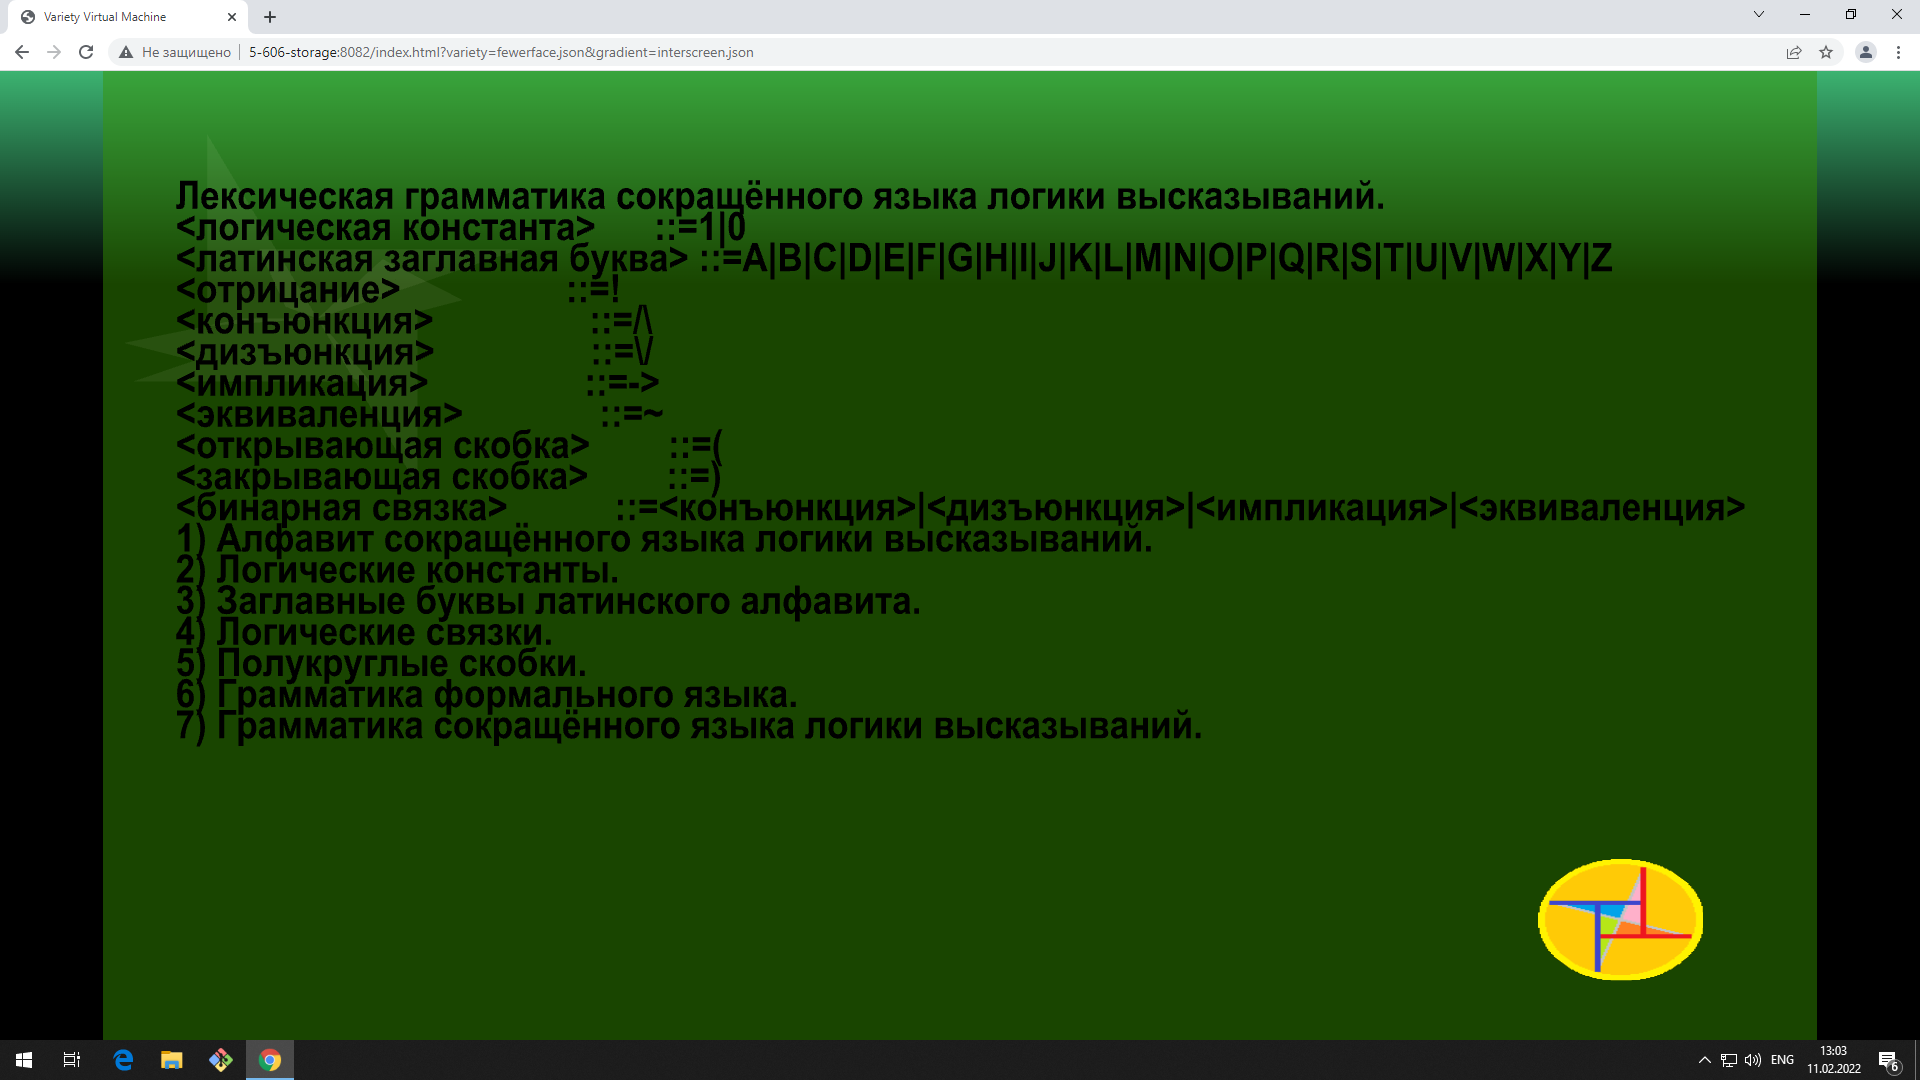 Variety Virtual Machine
Не защищено 5-606-storage:8082/index.html?variety=fewerface.json&gradient=interscreen.json
Лексическая грамматика сокращённого языка логики высказываний.
<логическая константа> ::=1|0
<латинская заглавная буква> ::=A|B|C|D|E|F|G|H|I|J|K|L|M|N|O|P|Q|R|S|T|U|V|W|X|Y|Z
<отрицание> ::=!
<конъюнкция> ::=/\
<дизъюнкция> ::=\/
<импликация> ::=->
<эквиваленция> ::=~
<открывающая скобка> ::=(
<закрывающая скобка> ::=)
<бинарная связка> ::=<конъюнкция>|<дизъюнкция>|<импликация>|<эквиваленция>
1) Алфавит сокращённого языка логики высказываний.
2) Логические константы.
3) Заглавные буквы латинского алфавита.
4) Логические связки.
5) Полукруглые скобки.
6) Грамматика формального языка.
7) Грамматика сокращённого языка логики высказываний.
ENG
13:03
11.02.2022
6